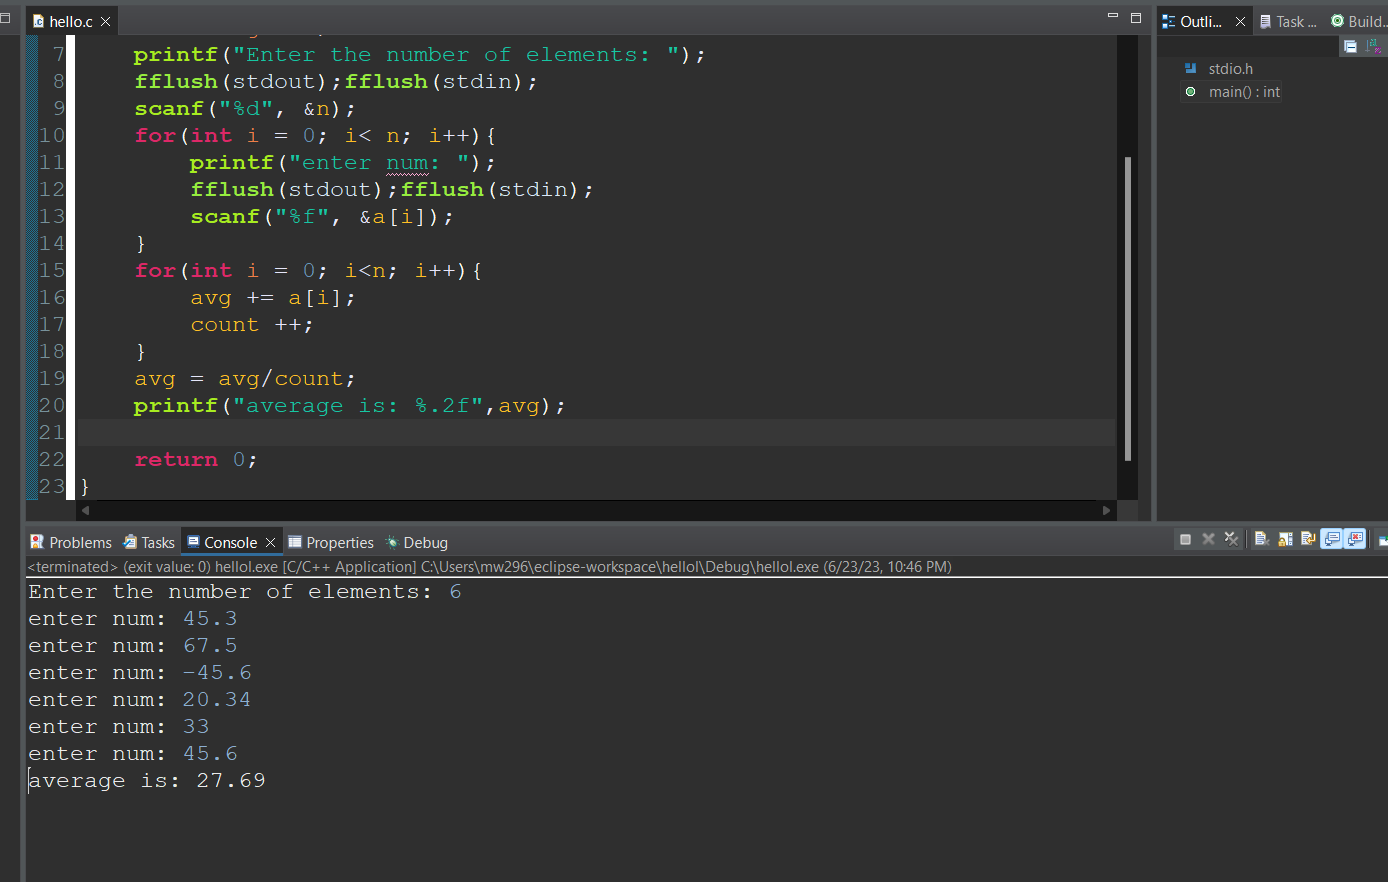 hello.c
Outli... Task ... Build...
7 printf("Enter the number of elements: ");
8 fflush(stdout);fflush(stdin);
9 scanf("%d", &n);
10 for(int i = 0; i< n; i++){
11 printf("enter num: ");
12 fflush(stdout);fflush(stdin);
13 scanf("%f", &a[i]);
14 }
15 for(int i = 0; i<n; i++){
16 avg += a[i];
17 count ++;
18 }
19 avg = avg/count;
20 printf("average is: %.2f",avg);
21
22 return 0;
23 }
stdio.h
main() : int
Problems Tasks Console Properties Debug
<terminated> (exit value: 0) hellol.exe [C/C++ Application] C:\Users\mw296\eclipse-workspace\hellol\Debug\hellol.exe (6/23/23, 10:46 PM)
Enter the number of elements: 6
enter num: 45.3
enter num: 67.5
enter num: -45.6
enter num: 20.34
enter num: 33
enter num: 45.6
average is: 27.69